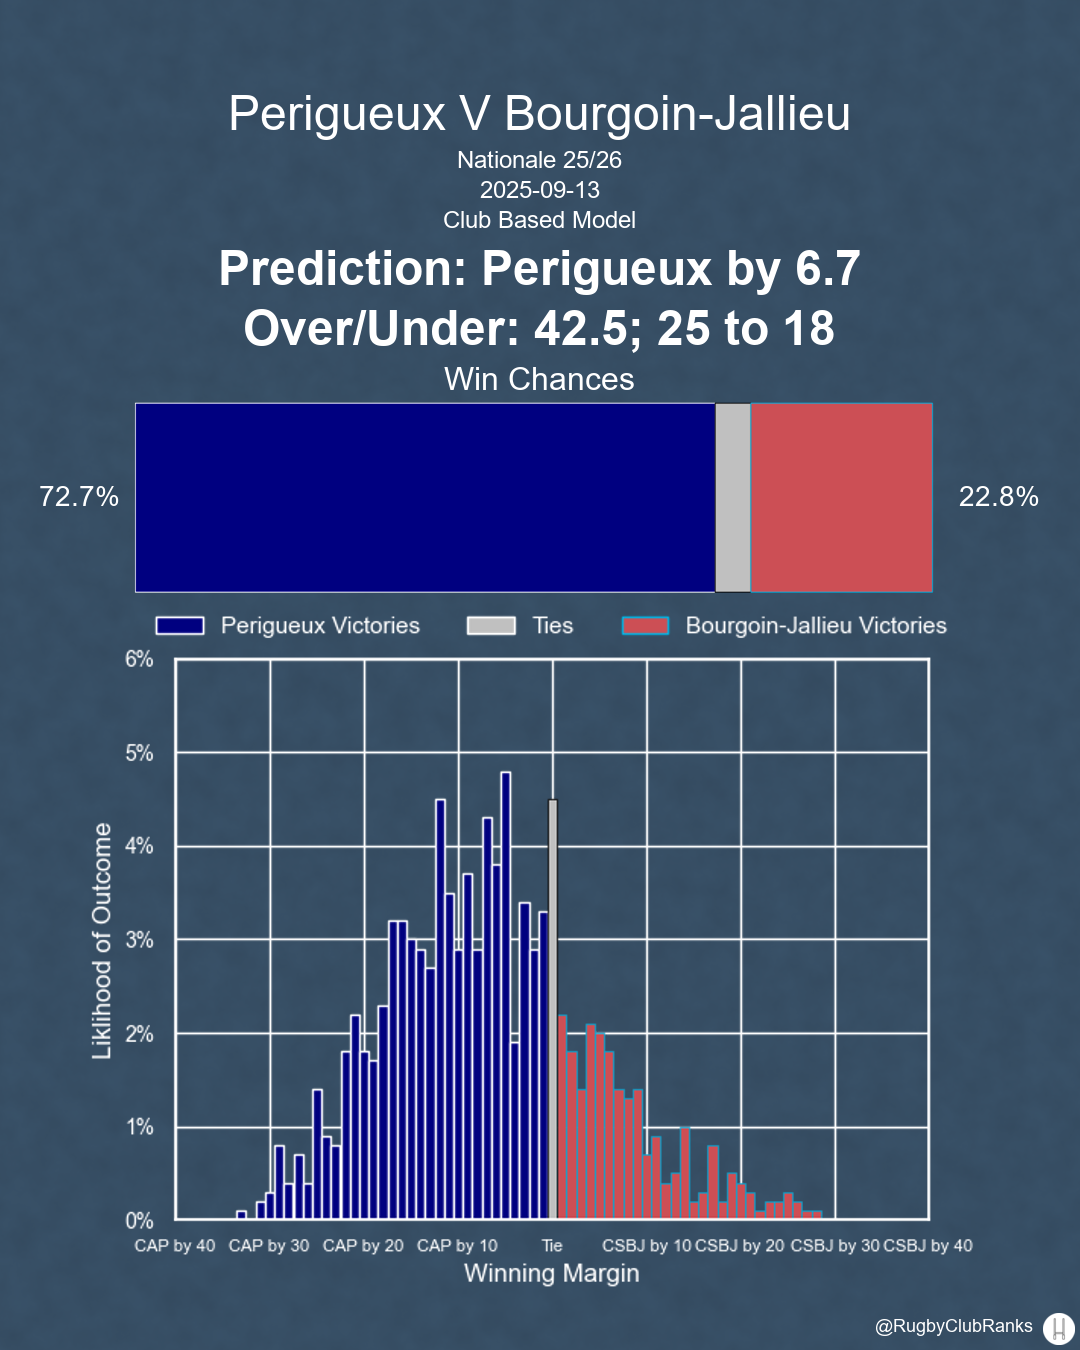 Perigueux V Bourgoin-Jallieu
Nationale 25/26
2025-09-13
Club Based Model
Prediction: Perigueux by 6.7
Over/Under: 42.5; 25 to 18
Win Chances
72.7%
22.8%
Perigueux Victories
Ties
Bourgoin-Jallieu Victories
6%
5%
4%
3%
2%
1%
0%
Liklihood of Outcome
CAP by 40
CAP by 30
CAP by 20
CAP by 10
Tie
CSBJ by 10
CSBJ by 20
CSBJ by 30
CSBJ by 40
Winning Margin
@RugbyClubRanks